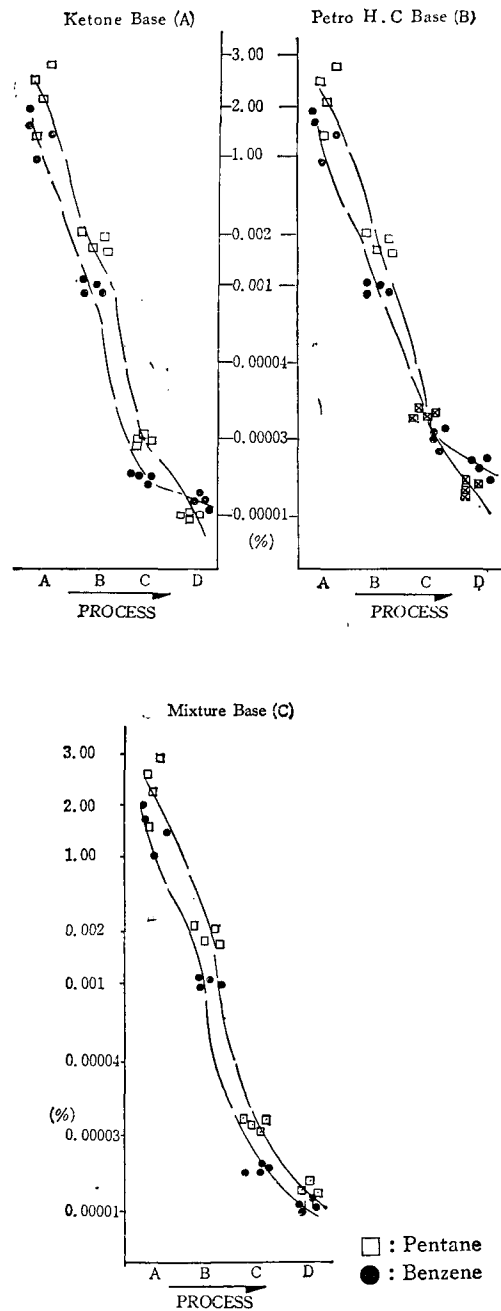 Ketone Base (A)
Petro H.C Base (B)
3.00
2.00
1.00
0.002
0.001
0.00004
0.00003
0.00001
(%)
A B C D
PROCESS
A B C D
PROCESS
Mixture Base (C)
3.00
2.00
1.00
0.002
0.001
0.00004
(%)
0.00003
0.00001
A B C D
PROCESS
□ : Pentane
● : Benzene